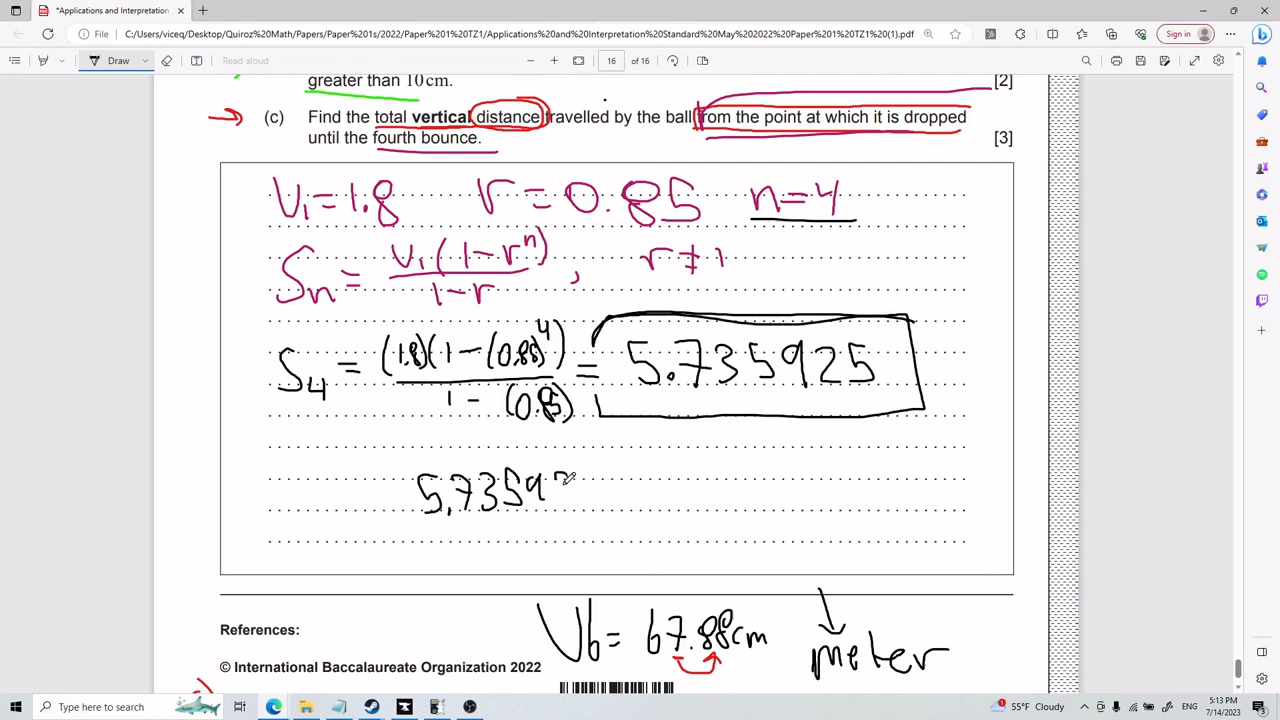 *Applications and Interpretation
File
C:/Users/viceq/Desktop/Quiroz%20Math/Papers/Paper%201s/2022/Paper%201%20TZ1/Applications%20and%20Interpretation%20Standard%20May%202022%20Paper%201%20TZ1%20(1).pdf
Sign in
Draw
Read aloud
16
of 16
greater than 10 cm.
[2]
(c) Find the total vertical distance travelled by the ball from the point at which it is dropped
until the fourth bounce.
[3]
U₁=1.8 r=0.85 n=4
Sn = U₁(1-rⁿ) / 1-r , r ≠ 1
S₄ = (1.8)(1-(0.85)⁴) / 1-(0.85) = 5.735925
5.7359
U6= 67.88cm
meter
References:
© International Baccalaureate Organization 2022
Type here to search
55°F Cloudy
5:13 PM
7/14/2023